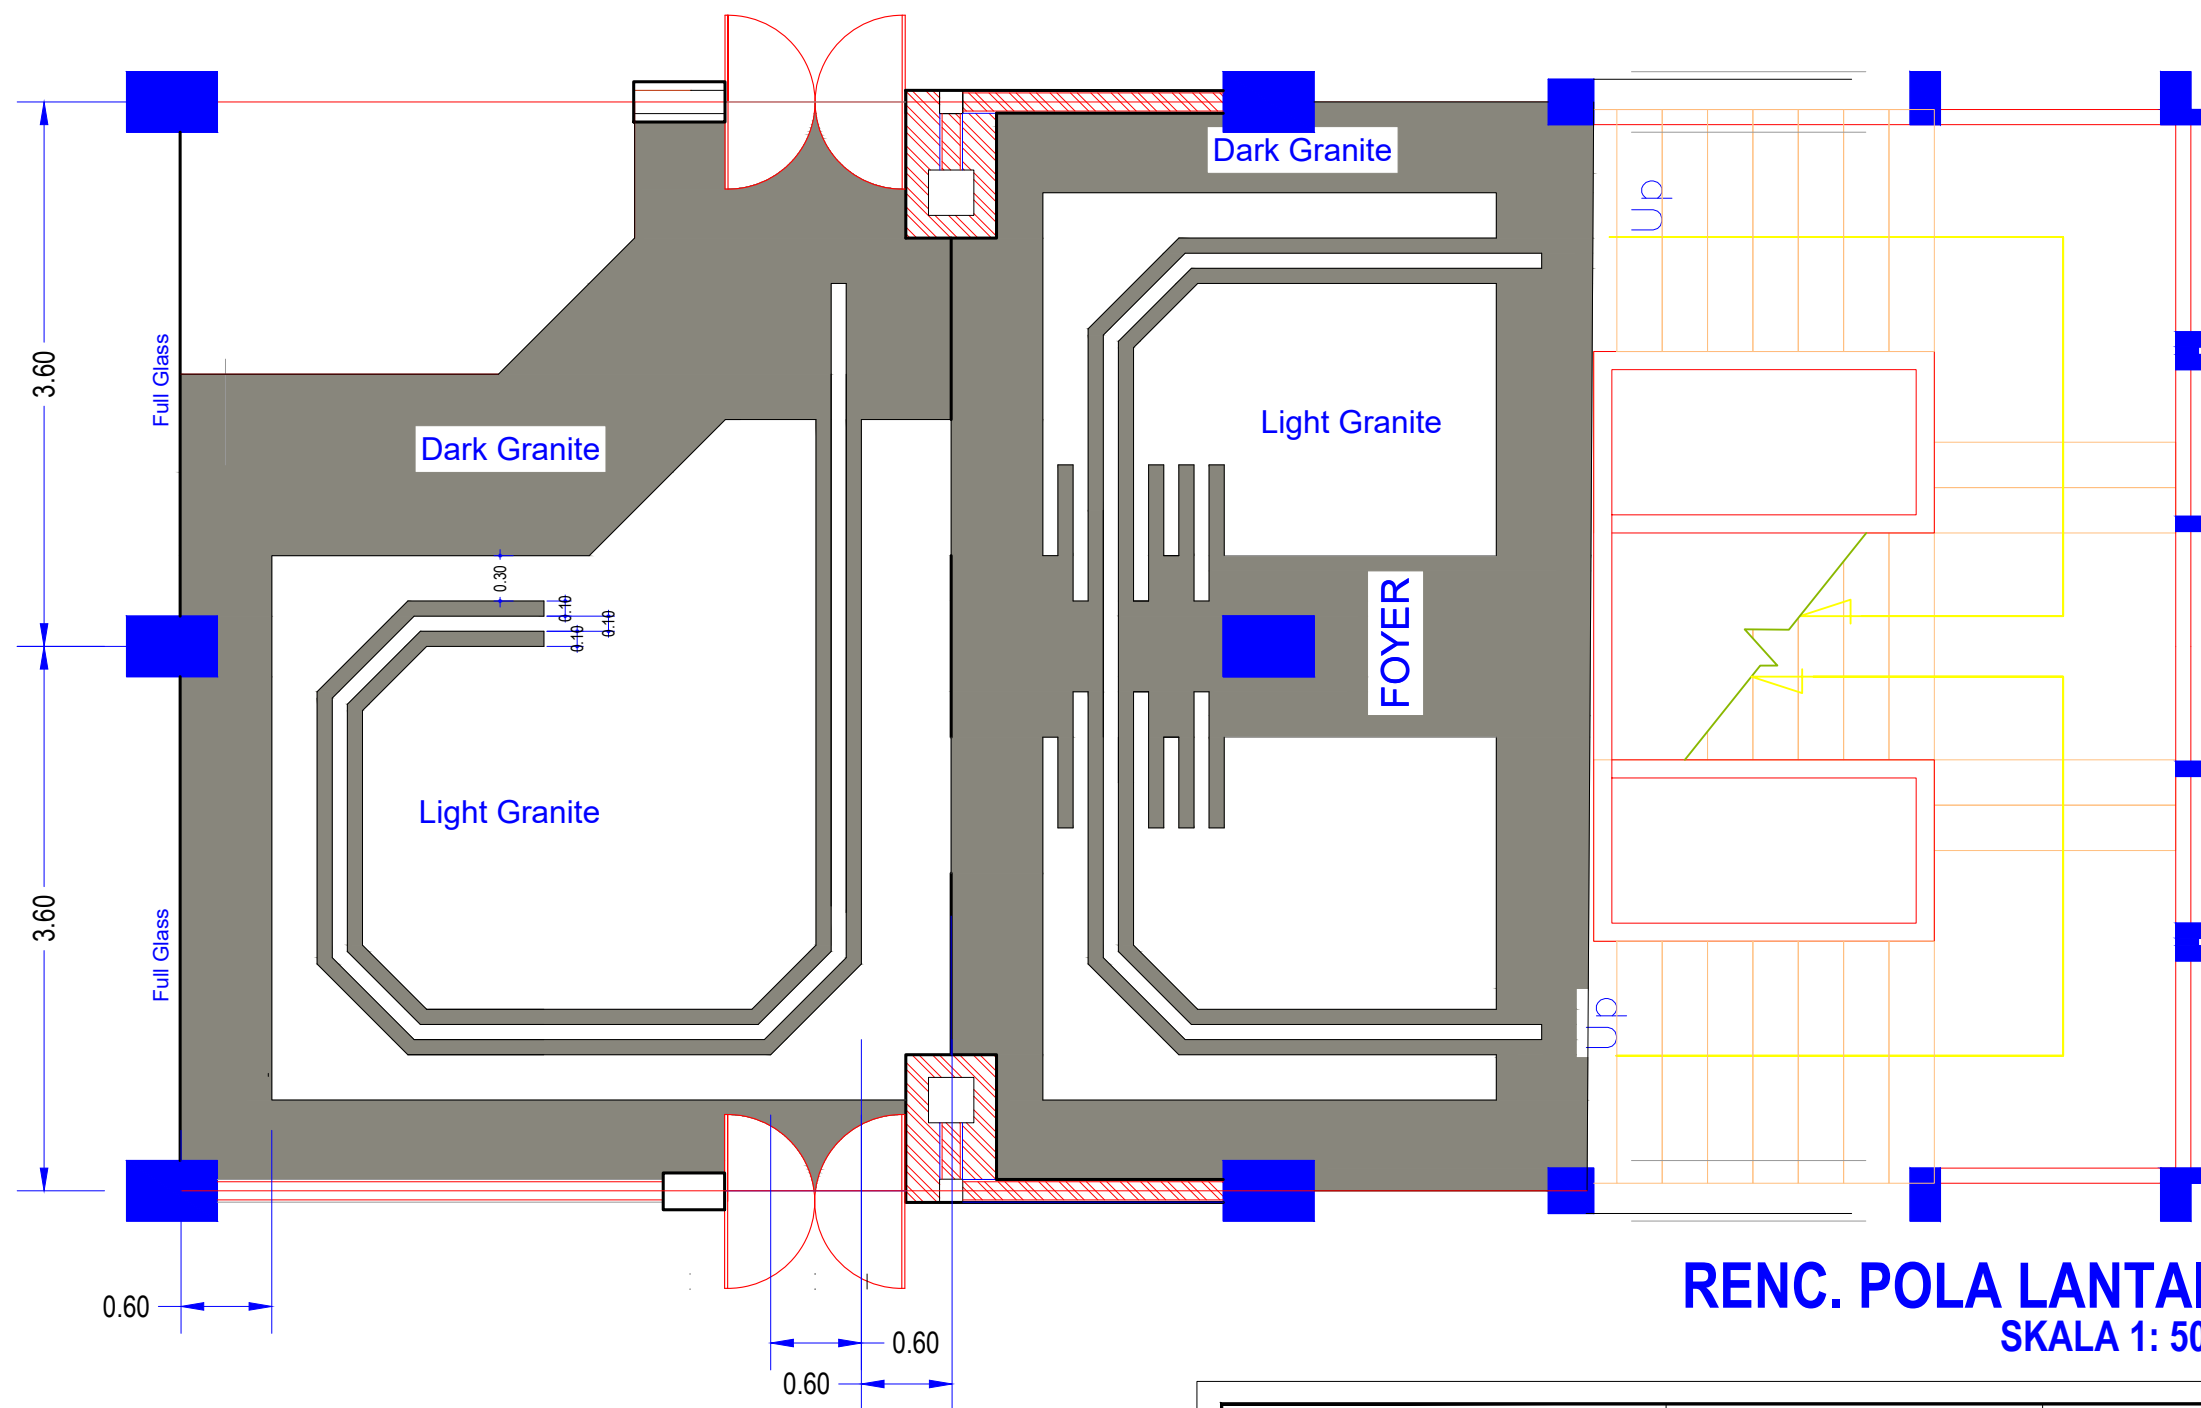 Dark Granite
Up
3.60
Full Glass
Light Granite
Dark Granite
0.30
0.10
0.10
0.10
FOYER
Light Granite
3.60
Full Glass
Up
RENC. POLA LANTAI
SKALA 1: 50
0.60
0.60
0.60